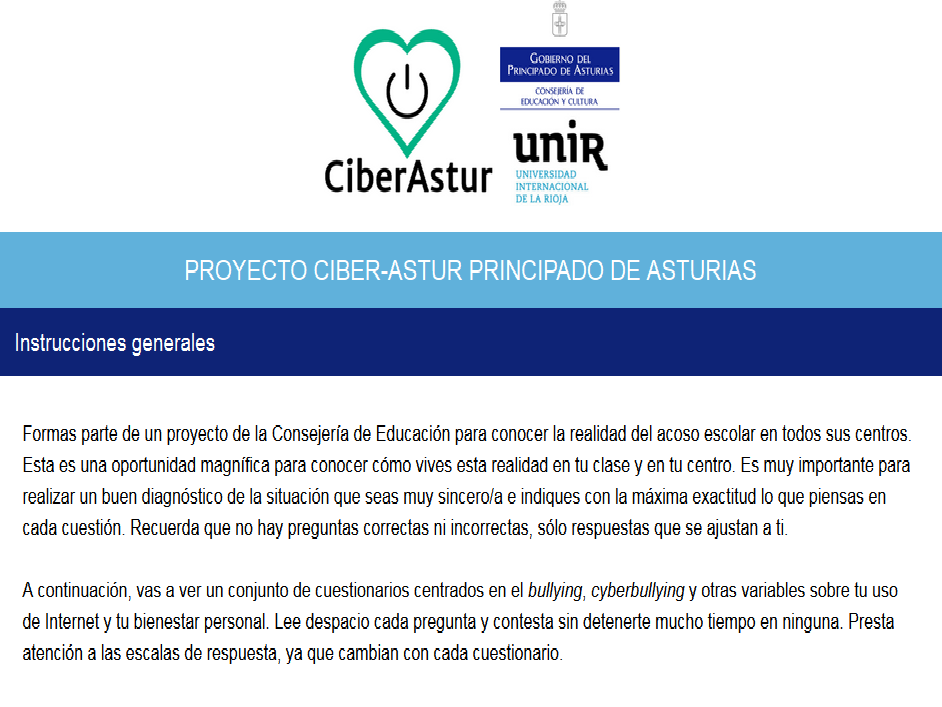 GOBIERNO DEL
PRINCIPADO DE ASTURIAS
CONSEJERÍA DE
EDUCACIÓN Y CULTURA
CiberAstur
unIR
UNIVERSIDAD
INTERNACIONAL
DE LA RIOJA
PROYECTO CIBER-ASTUR PRINCIPADO DE ASTURIAS
Instrucciones generales
Formas parte de un proyecto de la Consejería de Educación para conocer la realidad del acoso escolar en todos sus centros.
Esta es una oportunidad magnífica para conocer cómo vives esta realidad en tu clase y en tu centro. Es muy importante para
realizar un buen diagnóstico de la situación que seas muy sincero/a e indiques con la máxima exactitud lo que piensas en
cada cuestión. Recuerda que no hay preguntas correctas ni incorrectas, sólo respuestas que se ajustan a ti.
A continuación, vas a ver un conjunto de cuestionarios centrados en el bullying, cyberbullying y otras variables sobre tu uso
de Internet y tu bienestar personal. Lee despacio cada pregunta y contesta sin detenerte mucho tiempo en ninguna. Presta
atención a las escalas de respuesta, ya que cambian con cada cuestionario.